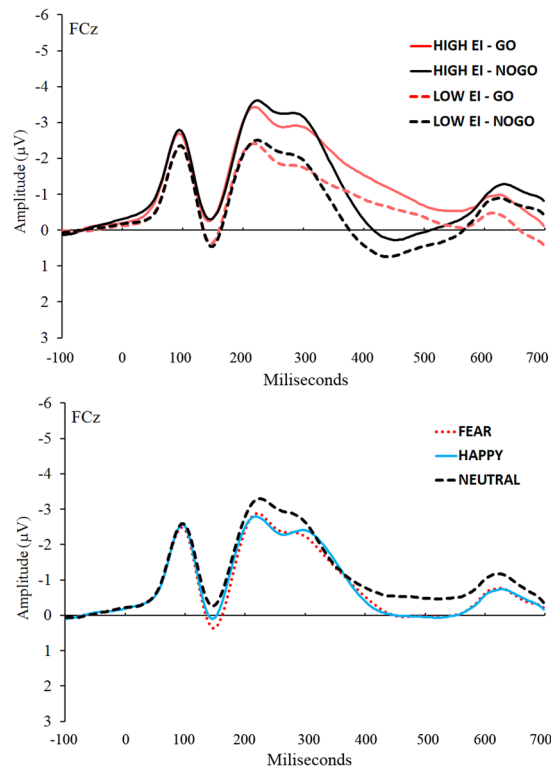 -6
FCz
-5
HIGH EI - GO
HIGH EI - NOGO
-4
LOW EI - GO
LOW EI - NOGO
-3
-2
-1
0
1
2
3
Amplitude (µV)
-100 0 100 200 300 400 500 600 700
Miliseconds
-6
FCz
-5
FEAR
HAPPY
NEUTRAL
-4
-3
-2
-1
0
1
2
3
Amplitude (µV)
-100 0 100 200 300 400 500 600 700
Miliseconds